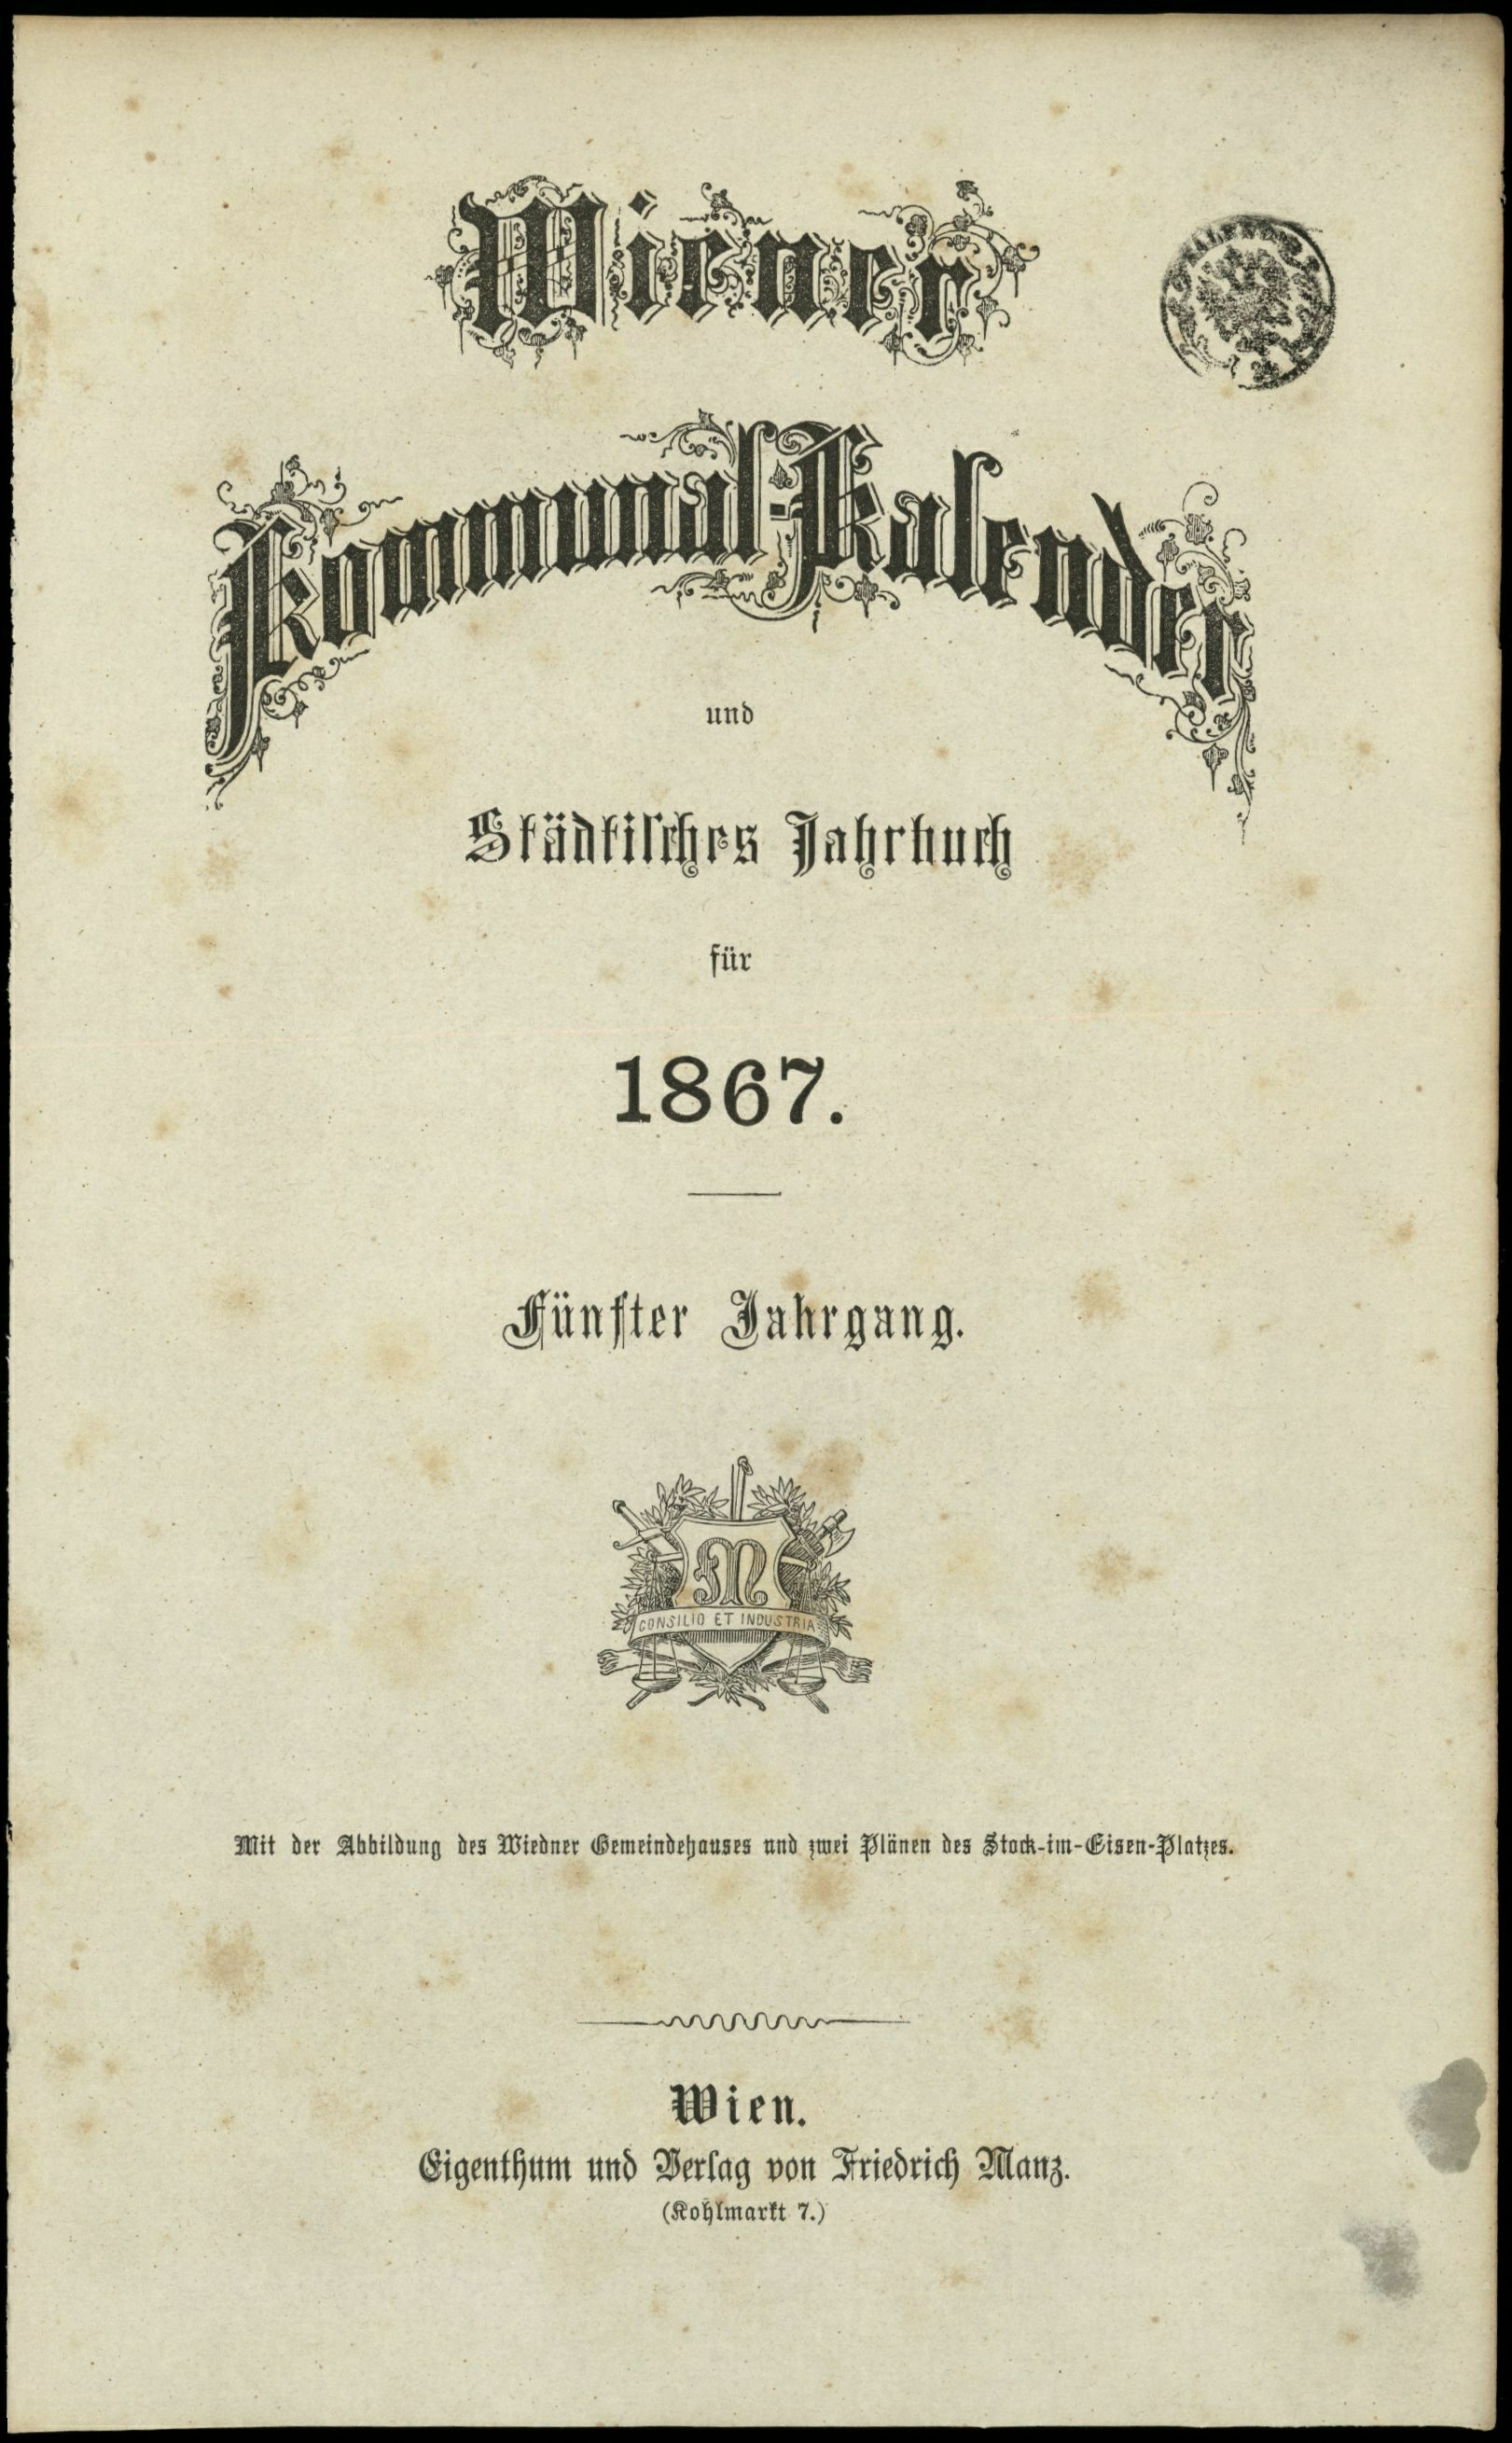 Wiener
Kommunal-Kalender
und
Städtisches Jahrbuch
für
1867.
Fünfter Jahrgang.
M
CONSILIO ET INDUSTRIA
Mit der Abbildung des Wiedner Gemeindehauses und zwei Plänen des Stock-im-Eisen-Platzes.
Wien.
Eigenthum und Verlag von Friedrich Manz.
(Kohlmarkt 7.)